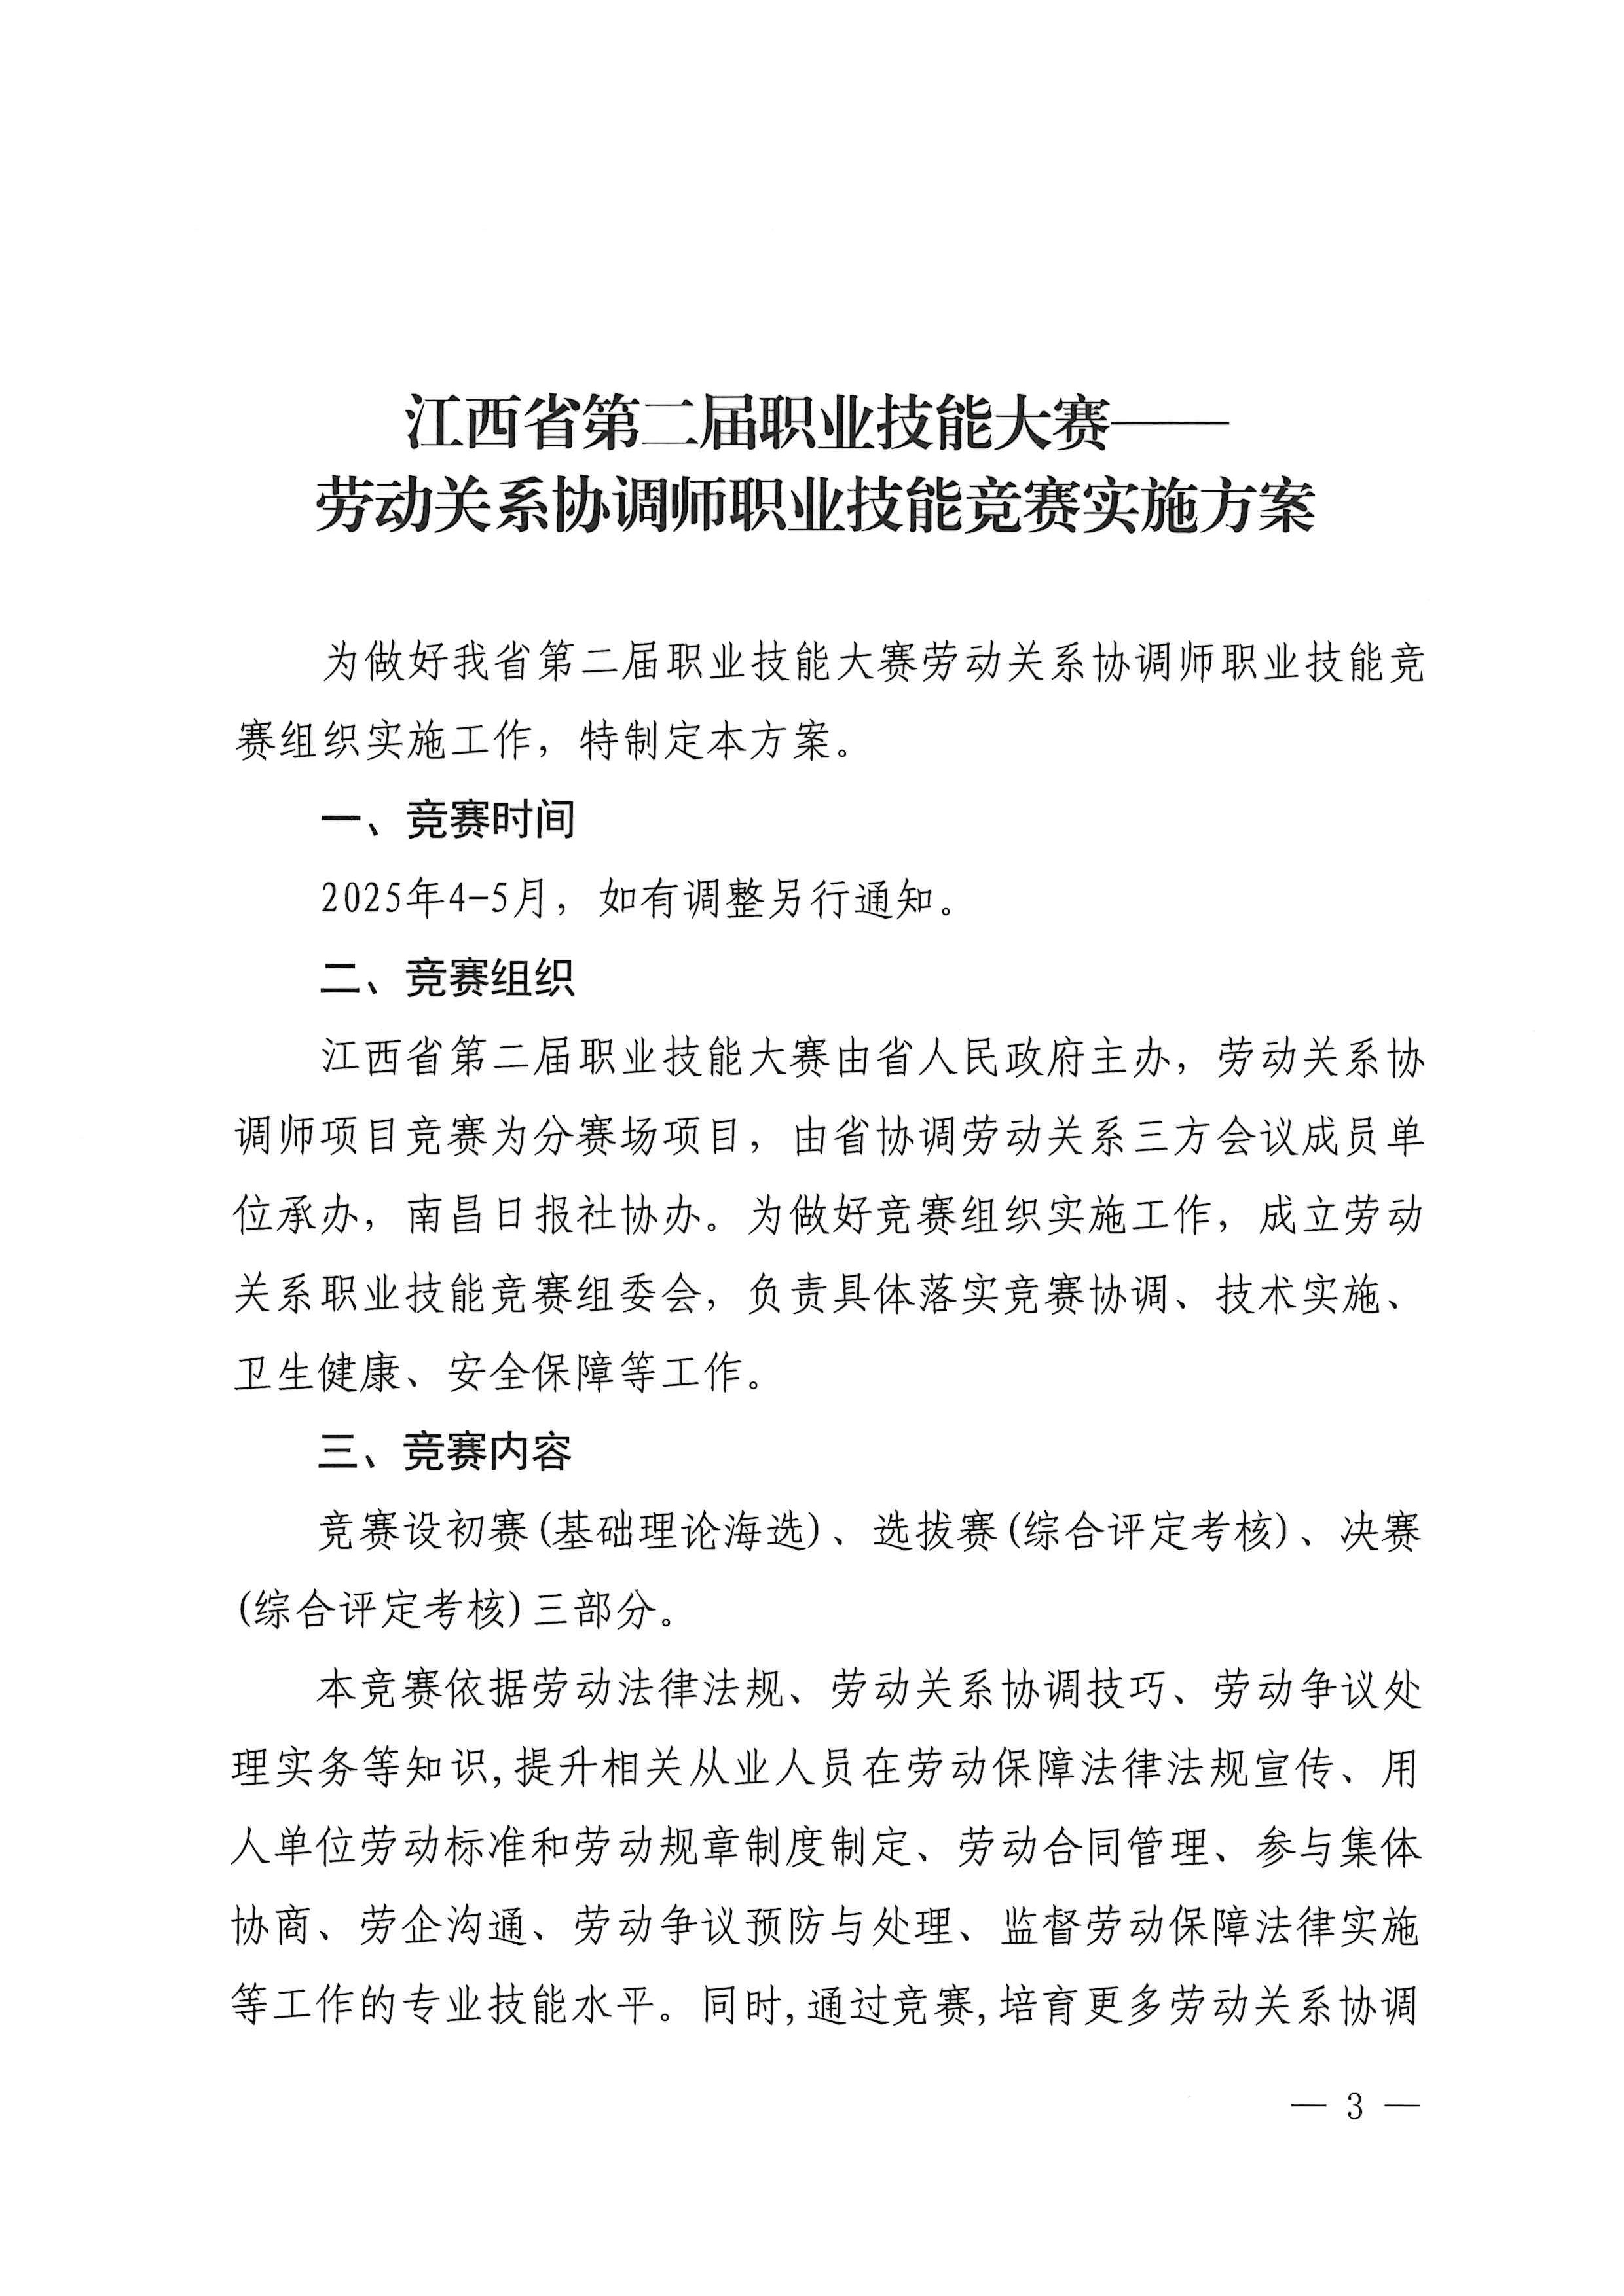 江西省第二届职业技能大赛——
劳动关系协调师职业技能竞赛实施方案
为做好我省第二届职业技能大赛劳动关系协调师职业技能竞
赛组织实施工作，特制定本方案。
一、竞赛时间
2025年4-5月，如有调整另行通知。
二、竞赛组织
江西省第二届职业技能大赛由省人民政府主办，劳动关系协
调师项目竞赛为分赛场项目，由省协调劳动关系三方会议成员单
位承办，南昌日报社协办。为做好竞赛组织实施工作，成立劳动
关系职业技能竞赛组委会，负责具体落实竞赛协调、技术实施、
卫生健康、安全保障等工作。
三、竞赛内容
竞赛设初赛(基础理论海选)、选拔赛(综合评定考核)、决赛
(综合评定考核)三部分。
本竞赛依据劳动法律法规、劳动关系协调技巧、劳动争议处
理实务等知识,提升相关从业人员在劳动保障法律法规宣传、用
人单位劳动标准和劳动规章制度制定、劳动合同管理、参与集体
协商、劳企沟通、劳动争议预防与处理、监督劳动保障法律实施
等工作的专业技能水平。同时,通过竞赛,培育更多劳动关系协调
— 3 —